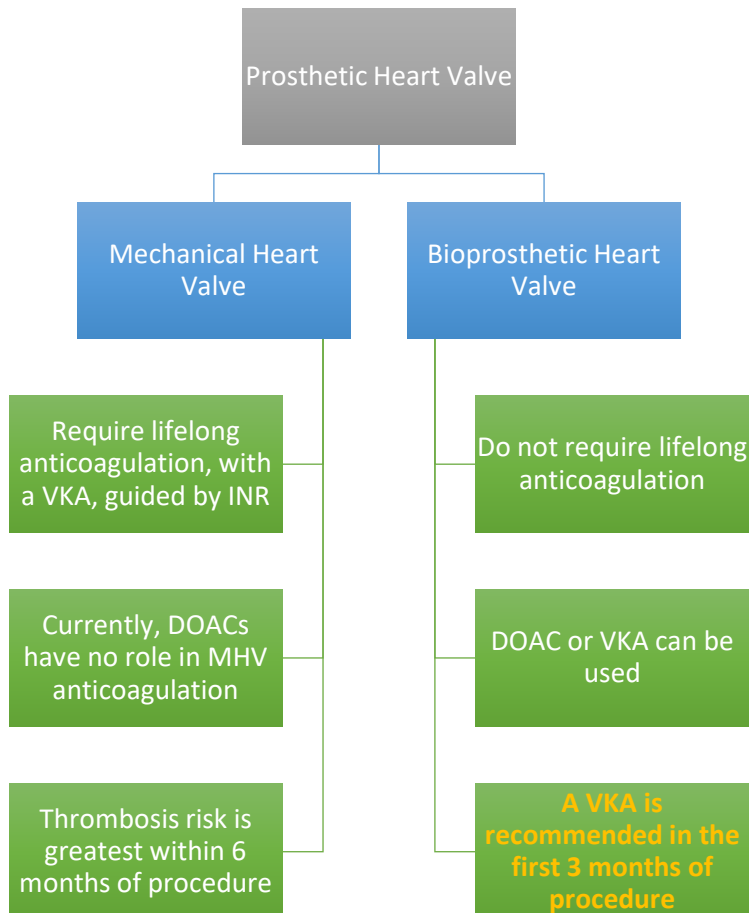 Prosthetic Heart Valve
Mechanical Heart
Valve
Bioprosthetic Heart
Valve
Require lifelong
anticoagulation, with
a VKA, guided by INR
Currently, DOACs
have no role in MHV
anticoagulation
Thrombosis risk is
greatest within 6
months of procedure
Do not require lifelong
anticoagulation
DOAC or VKA can be
used
A VKA is
recommended in the
first 3 months of
procedure